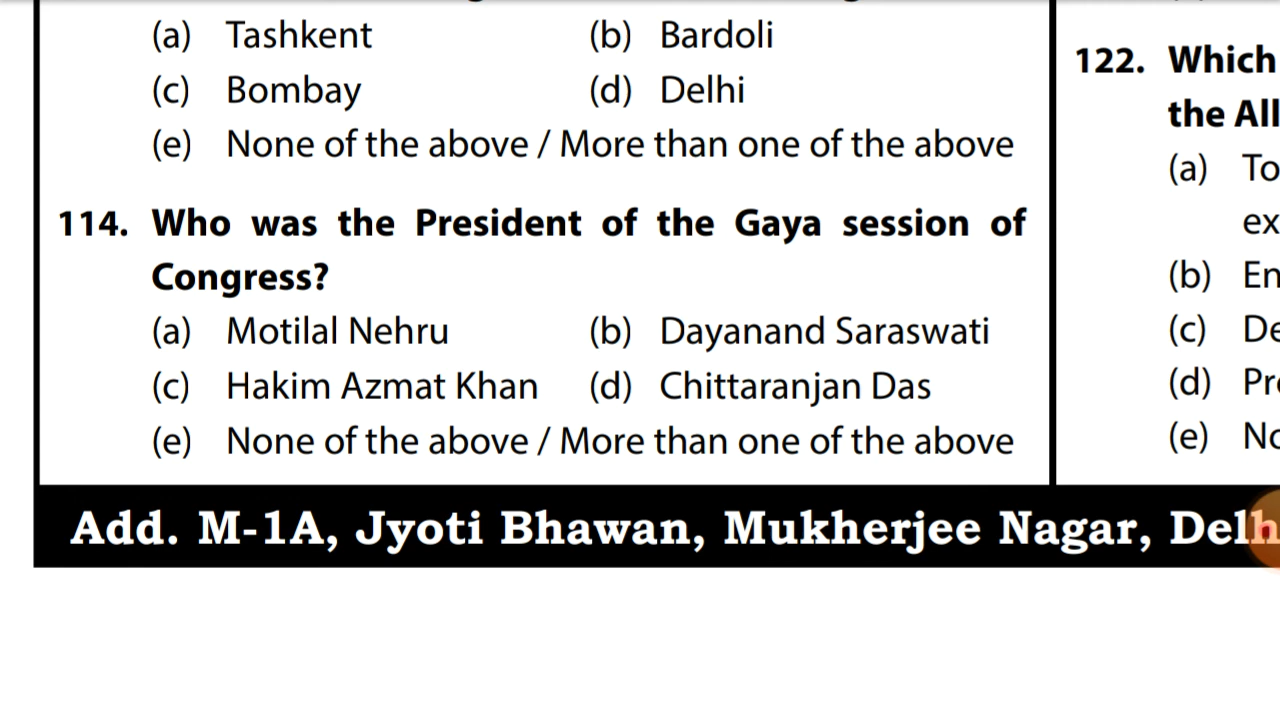 (a) Tashkent (b) Bardoli
(c) Bombay (d) Delhi
(e) None of the above / More than one of the above
114. Who was the President of the Gaya session of
Congress?
(a) Motilal Nehru (b) Dayanand Saraswati
(c) Hakim Azmat Khan (d) Chittaranjan Das
(e) None of the above / More than one of the above
122. Which
the All
(a) To
ex
(b) En
(c) De
(d) Pr
(e) No
Add. M-1A, Jyoti Bhawan, Mukherjee Nagar, Delh